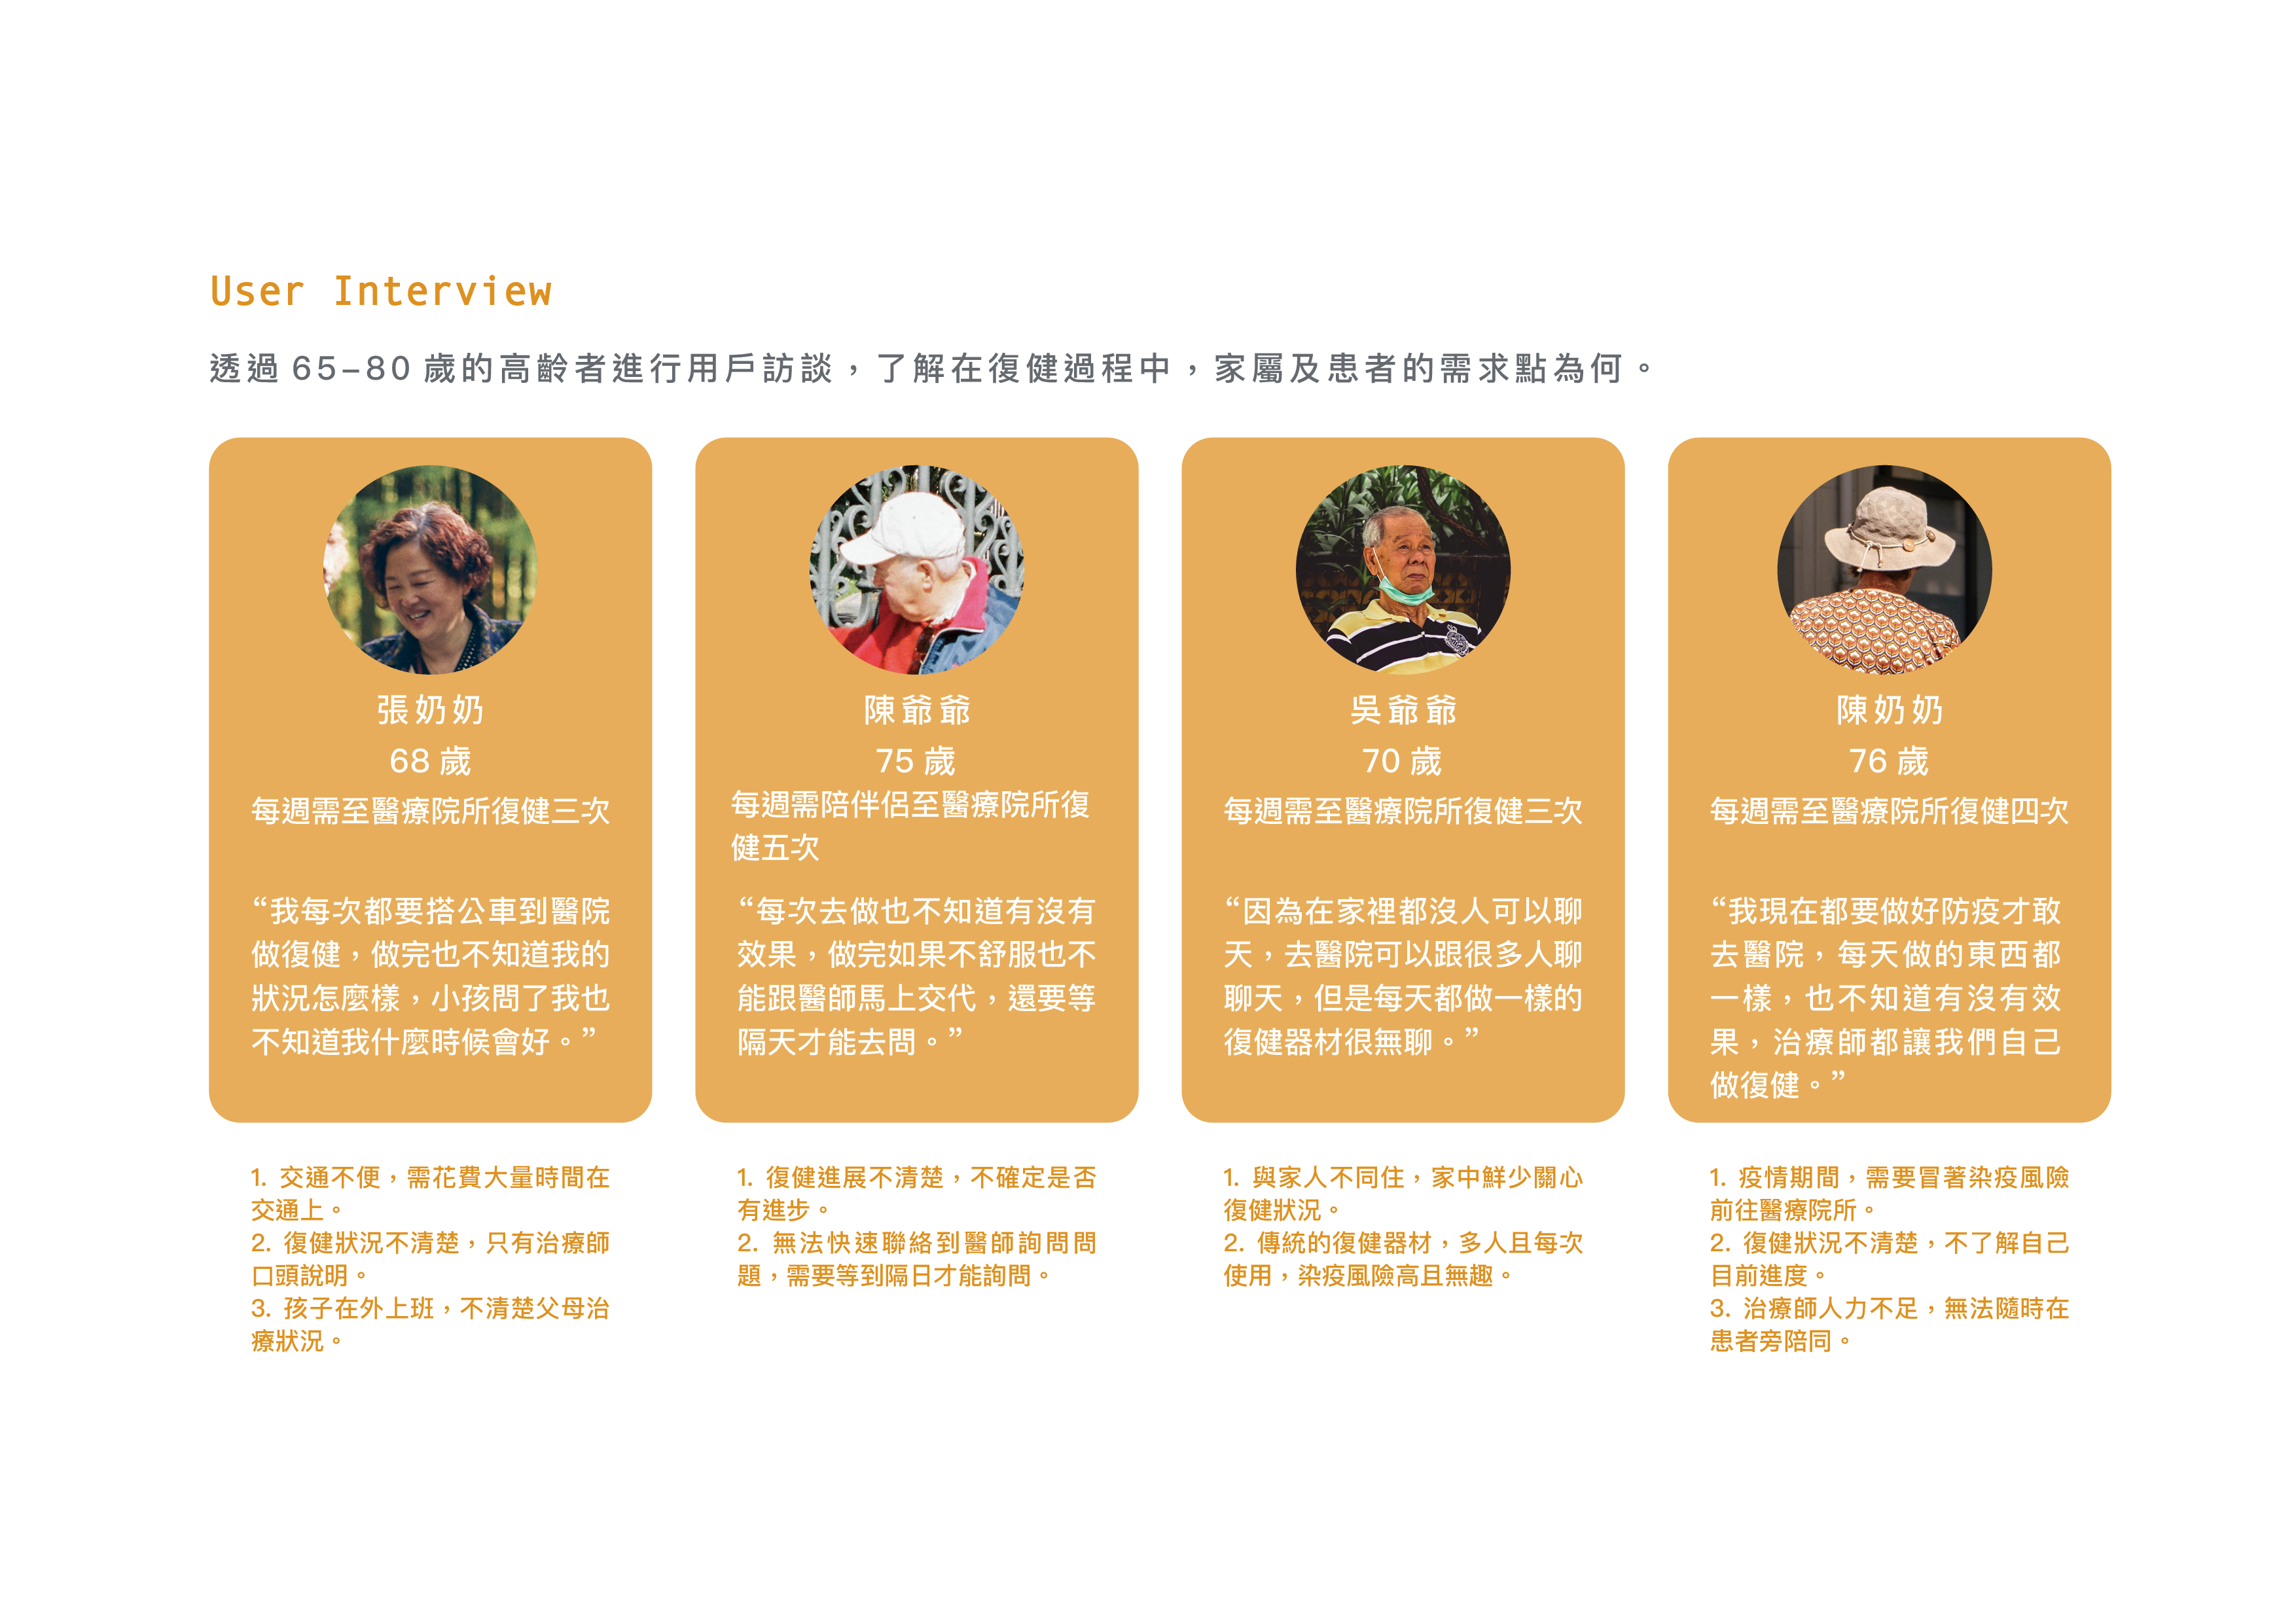 User Interview
透過 65–80 歲的高齡者進行用戶訪談，了解在復健過程中，家屬及患者的需求點為何。
張奶奶
68 歲
每週需至醫療院所復健三次
“我每次都要搭公車到醫院
做復健，做完也不知道我的
狀況怎麼樣，小孩問了我也
不知道我什麼時候會好。”
1. 交通不便，需花費大量時間在
交通上。
2. 復健狀況不清楚，只有治療師
口頭說明。
3. 孩子在外上班，不清楚父母治
療狀況。
陳爺爺
75 歲
每週需陪伴侶至醫療院所復
健五次
“每次去做也不知道有沒有
效果，做完如果不舒服也不
能跟醫師馬上交代，還要等
隔天才能去問。”
1. 復健進展不清楚，不確定是否
有進步。
2. 無法快速聯絡到醫師詢問問
題，需要等到隔日才能詢問。
吳爺爺
70 歲
每週需至醫療院所復健三次
“因為在家裡都沒人可以聊
天，去醫院可以跟很多人聊
聊天，但是每天都做一樣的
復健器材很無聊。”
1. 與家人不同住，家中鮮少關心
復健狀況。
2. 傳統的復健器材，多人且每次
使用，染疫風險高且無趣。
陳奶奶
76 歲
每週需至醫療院所復健四次
“我現在都要做好防疫才敢
去醫院，每天做的東西都
一樣，也不知道有沒有效
果，治療師都讓我們自己
做復健。”
1. 疫情期間，需要冒著染疫風險
前往醫療院所。
2. 復健狀況不清楚，不了解自己
目前進度。
3. 治療師人力不足，無法隨時在
患者旁陪同。